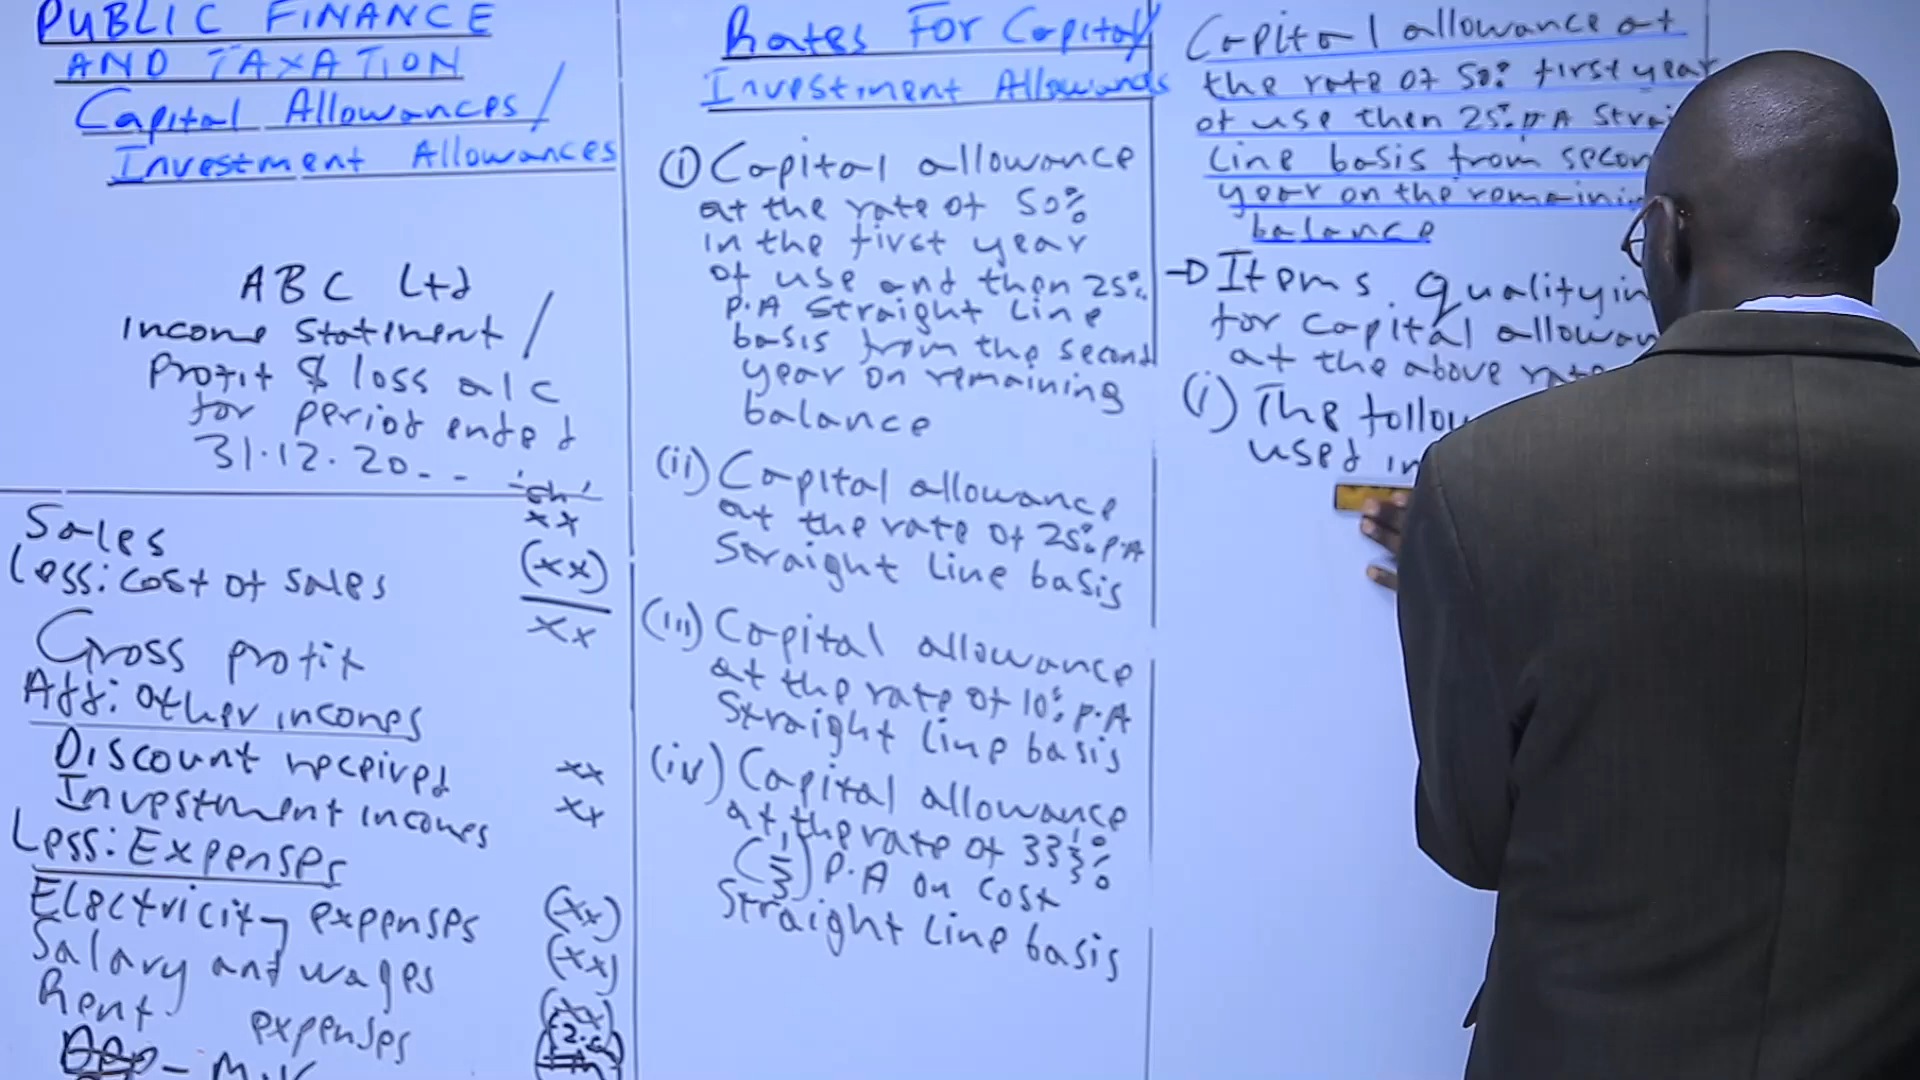 PUBLIC FINANCE
AND TAXATION
Capital Allowances/
Investment Allowances
ABC Ltd
Income Statement/
Profit $ loss alc
for period ended
31.12.20- -
'sh'
Sales xx
Less: cost of sales (xx)
Gross profit xx
Add: Other incomes
Discount received xx
Investment incomes xx
Less: Expenses
Electricity expenses (xx)
Salary and wages (xx)
Rent expenses (xx)
Rates For Capital/
Investment Allowances
(i) Capital allowance
at the rate of 50%
in the first year
of use and then 25%
P.A Straight Line
basis from the second
year on remaining
balance
(ii) Capital allowance
at the rate of 25% P.A
Straight Line basis
(iii) Capital allowance
at the rate of 10% P.A
Straight Line basis
(iv) Capital allowance
at the rate of 33 1/3 %
(1/3) P.A on cost
Straight Line basis
Capital allowance at
the rate of 50% first year
of use then 25% P.A Strai
Line basis from secon
year on the remaini
balance
Items qualifyin
for capital allowan
at the above rate
(i) The follow
used in